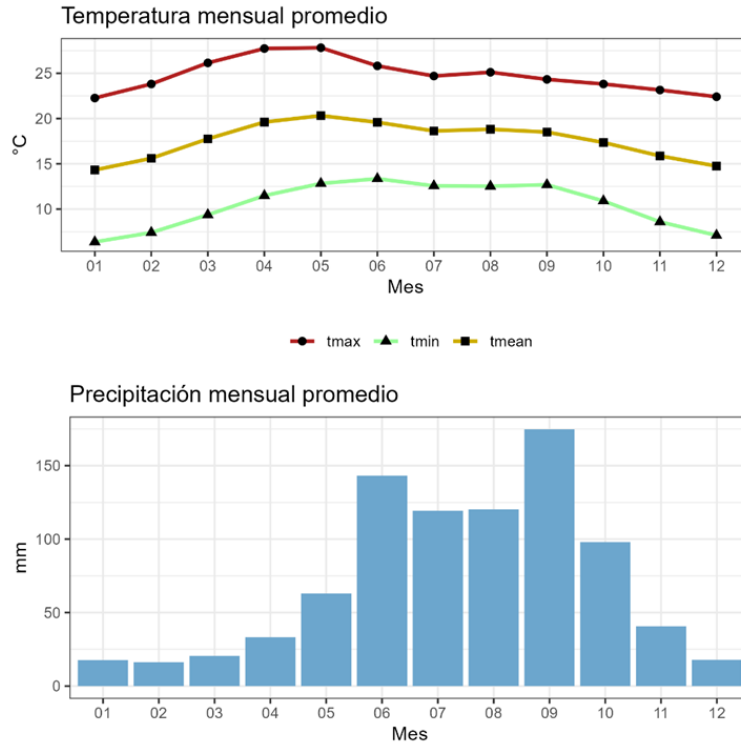 Temperatura mensual promedio
25
20
15
10
°C
01 02 03 04 05 06 07 08 09 10 11 12
Mes
tmax tmin tmean
Precipitación mensual promedio
150
100
50
0
mm
01 02 03 04 05 06 07 08 09 10 11 12
Mes